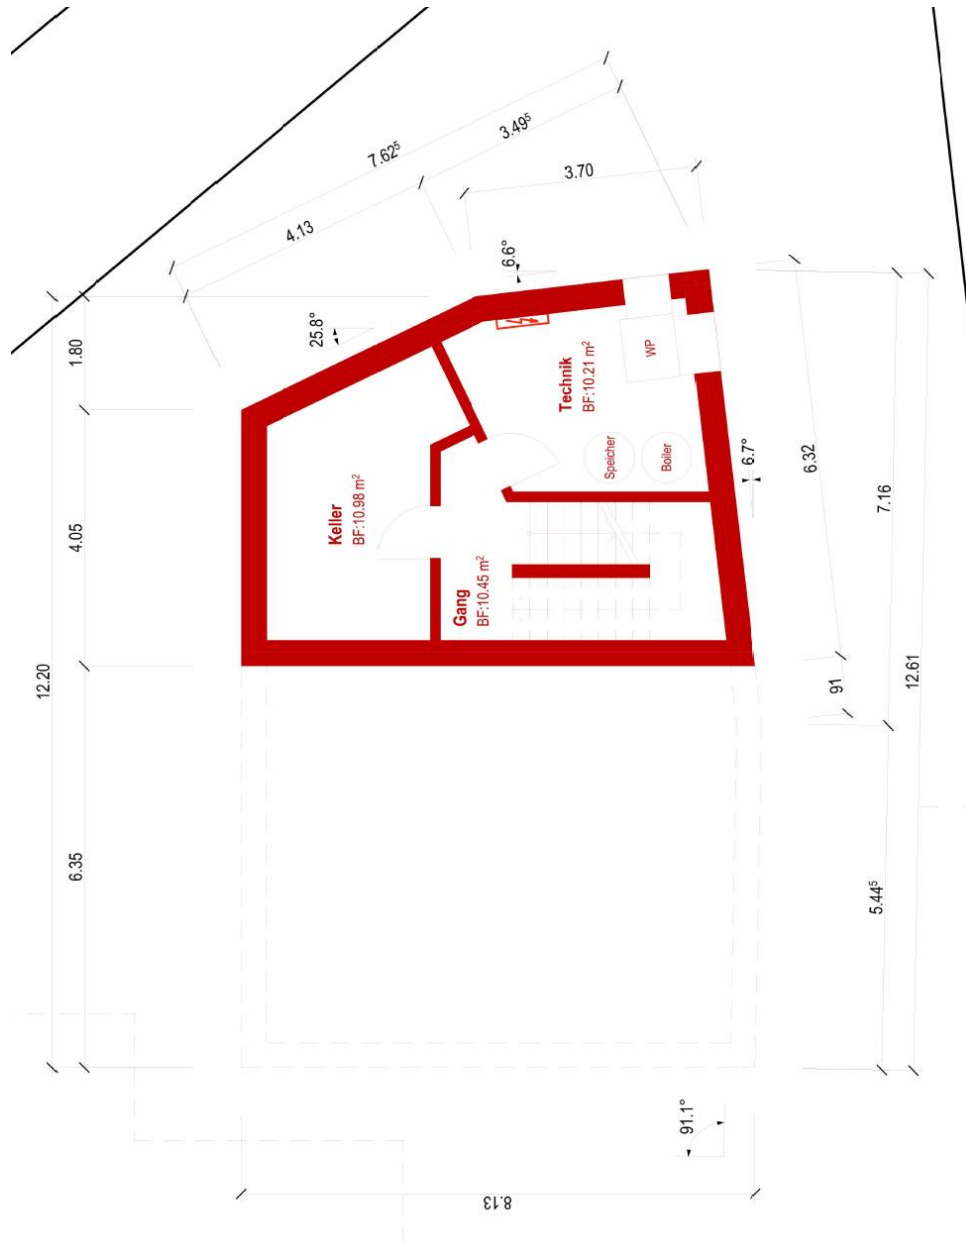 7.62⁵
3.49⁵
4.13
3.70
6.6°
25.8°
1.80
4.05
12.20
6.35
Technik
BF:10.21 m²
WP
Speicher
Boiler
Keller
BF:10.98 m²
Gang
BF:10.45 m²
6.7°
6.32
7.16
91
12.61
5.44⁵
91.1°
8.13